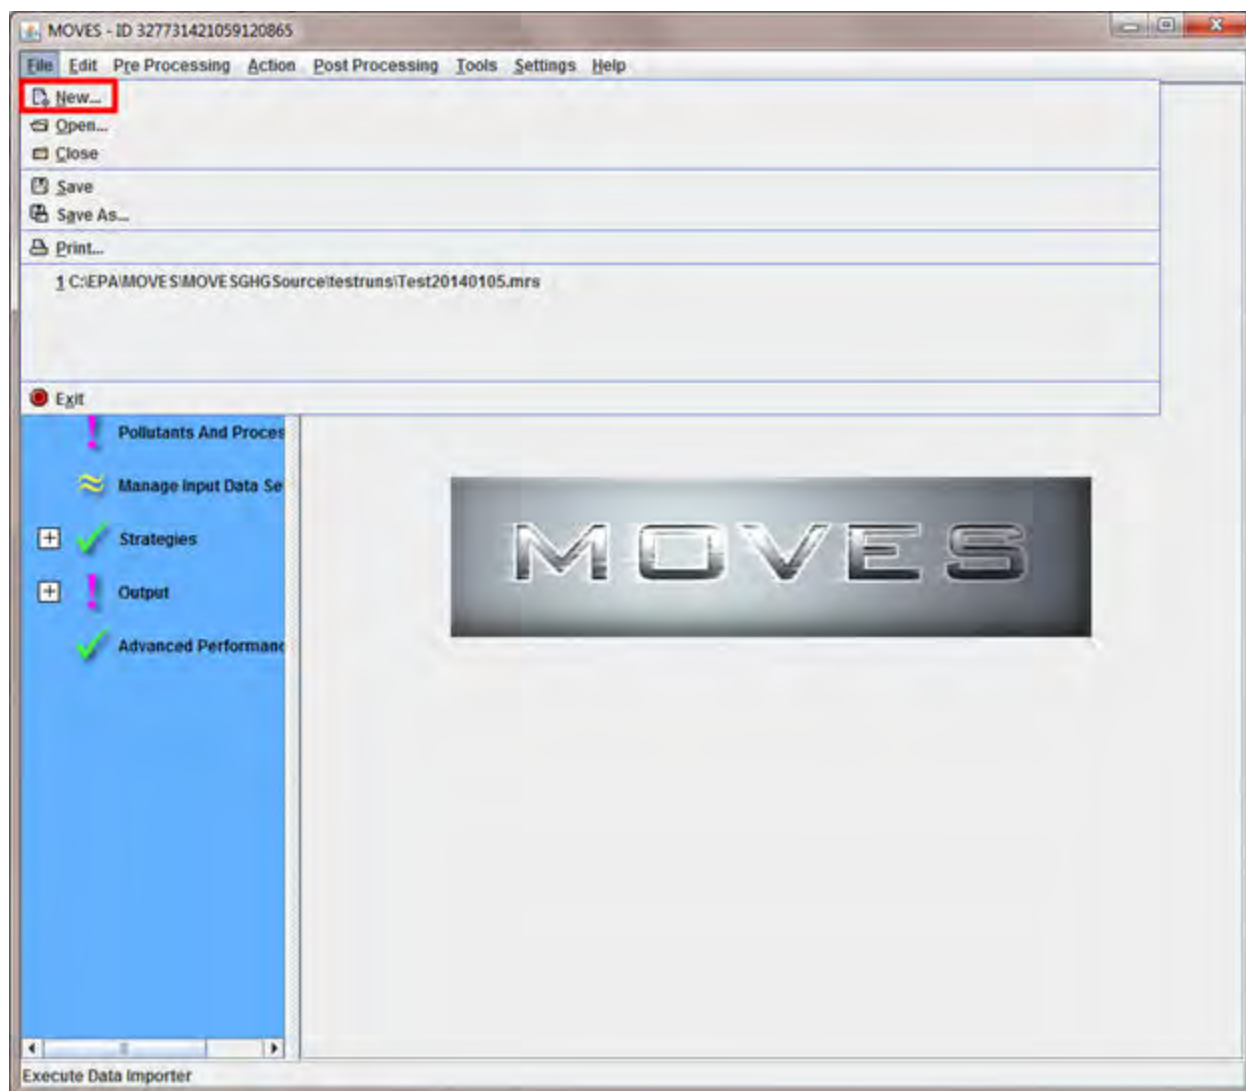 MOVES - ID 327731421059120865
File Edit Pre Processing Action Post Processing Tools Settings Help
New...
Open...
Close
Save
Save As...
Print...
1 C:\EPA\MOVES\MOVESGHGSource\testruns\Test20140105.mrs
Exit
Pollutants And Proces
Manage Input Data Se
Strategies
Output
Advanced Performanc
MOVES
Execute Data Importer